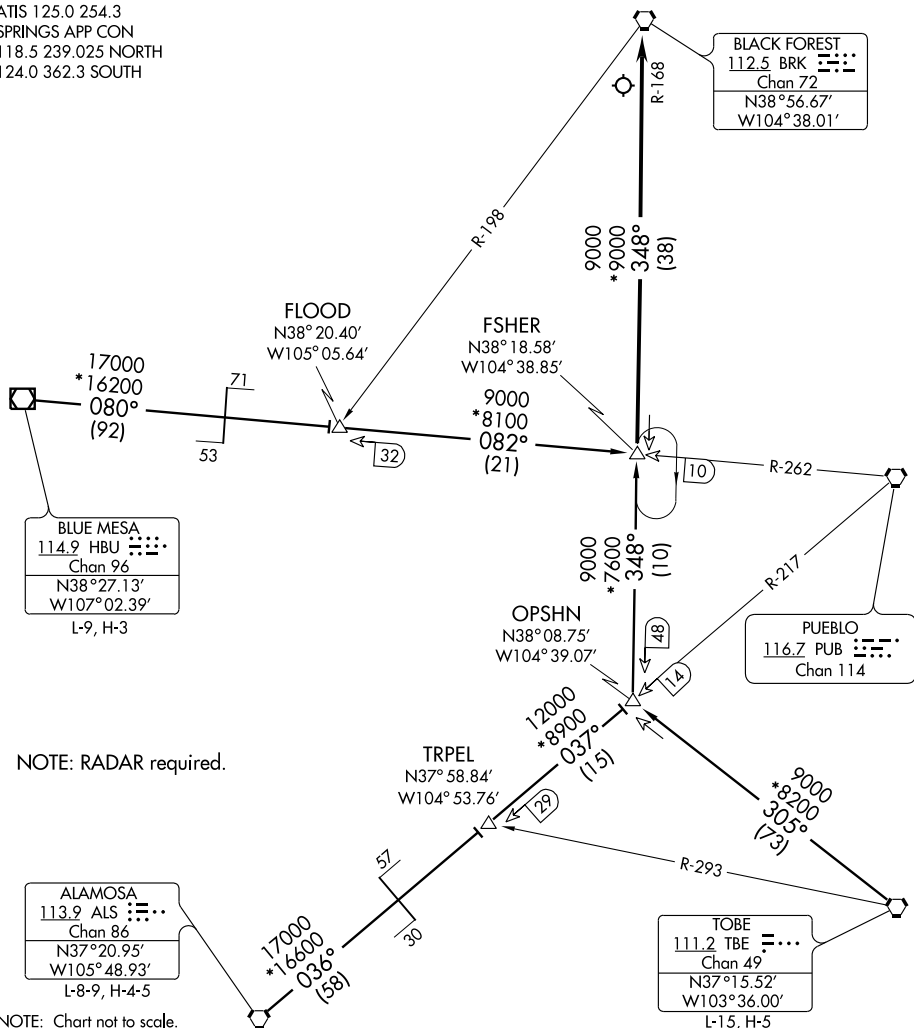 ATIS 125.0 254.3
SPRINGS APP CON
118.5 239.025 NORTH
124.0 362.3 SOUTH
BLACK FOREST
112.5 BRK
Chan 72
N38°56.67'
W104°38.01'
R-168
R-198
9000
*9000
348°
(38)
FLOOD
N38°20.40'
W105°05.64'
FSHER
N38°18.58'
W104°38.85'
17000
*16200
080°
(92)
71
53
9000
*8100
082°
(21)
32
10
R-262
BLUE MESA
114.9 HBU
Chan 96
N38°27.13'
W107°02.39'
L-9, H-3
9000
*7600
348°
(10)
R-217
OPSHN
N38°08.75'
W104°39.07'
48
14
PUEBLO
116.7 PUB
Chan 114
12000
*8900
037°
(15)
NOTE: RADAR required.
TRPEL
N37°58.84'
W104°53.76'
29
9000
*8200
305°
(73)
R-293
57
30
ALAMOSA
113.9 ALS
Chan 86
N37°20.95'
W105°48.93'
L-8-9, H-4-5
17000
*16600
036°
(58)
TOBE
111.2 TBE
Chan 49
N37°15.52'
W103°36.00'
L-15, H-5
NOTE: Chart not to scale.